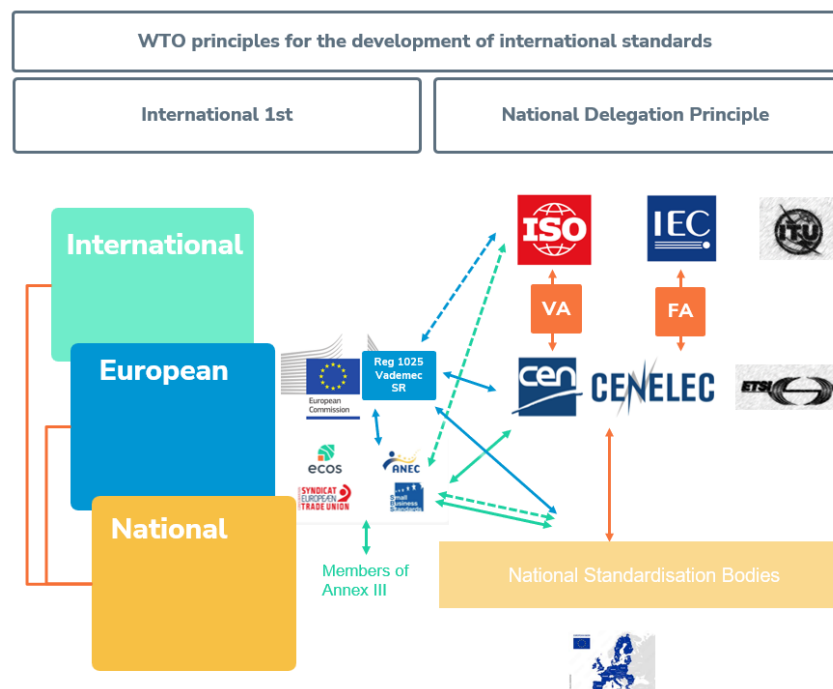 WTO principles for the development of international standards
International 1st
National Delegation Principle
International
ISO
IEC
ITU
VA
FA
European
European
Commission
Reg 1025
Vademec
SR
cen
CENELEC
ETSI
ecos
ANEC
SYNDICAT
EUROPEAN
TRADE UNION
Small
Business
Standards
National
Members of
Annex III
National Standardisation Bodies